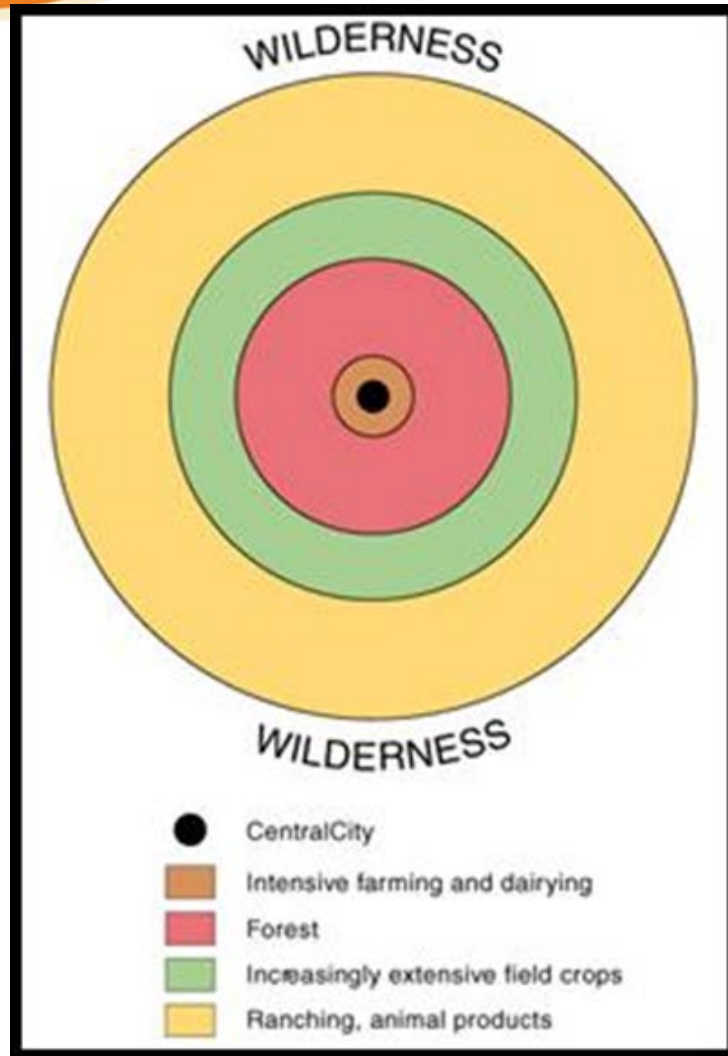 WILDERNESS
WILDERNESS
CentralCity
Intensive farming and dairying
Forest
Increasingly extensive field crops
Ranching, animal products